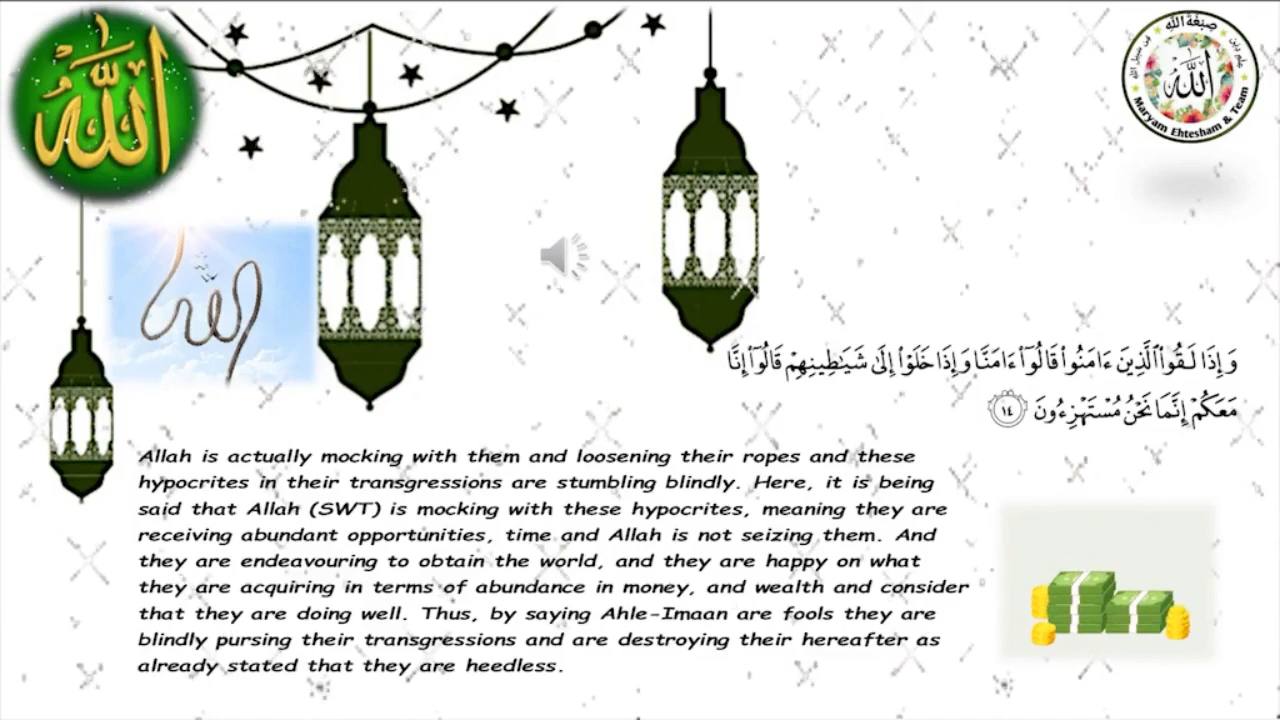 الله
صبغة الله
Maryam Ehtesham & Team
وَإِذَا لَقُوا۟ ٱلَّذِينَ ءَامَنُوا۟ قَالُوٓا۟ ءَامَنَّا وَإِذَا خَلَوْا۟ إِلَىٰ شَيَـٰطِينِهِمْ قَالُوٓا۟ إِنَّا
مَعَكُمْ إِنَّمَا نَحْنُ مُسْتَهْزِءُونَ ١٤
Allah is actually mocking with them and loosening their ropes and these
hypocrites in their transgressions are stumbling blindly. Here, it is being
said that Allah (SWT) is mocking with these hypocrites, meaning they are
receiving abundant opportunities, time and Allah is not seizing them. And
they are endeavouring to obtain the world, and they are happy on what
they are acquiring in terms of abundance in money, and wealth and consider
that they are doing well. Thus, by saying Ahle-Imaan are fools they are
blindly pursing their transgressions and are destroying their hereafter as
already stated that they are heedless.